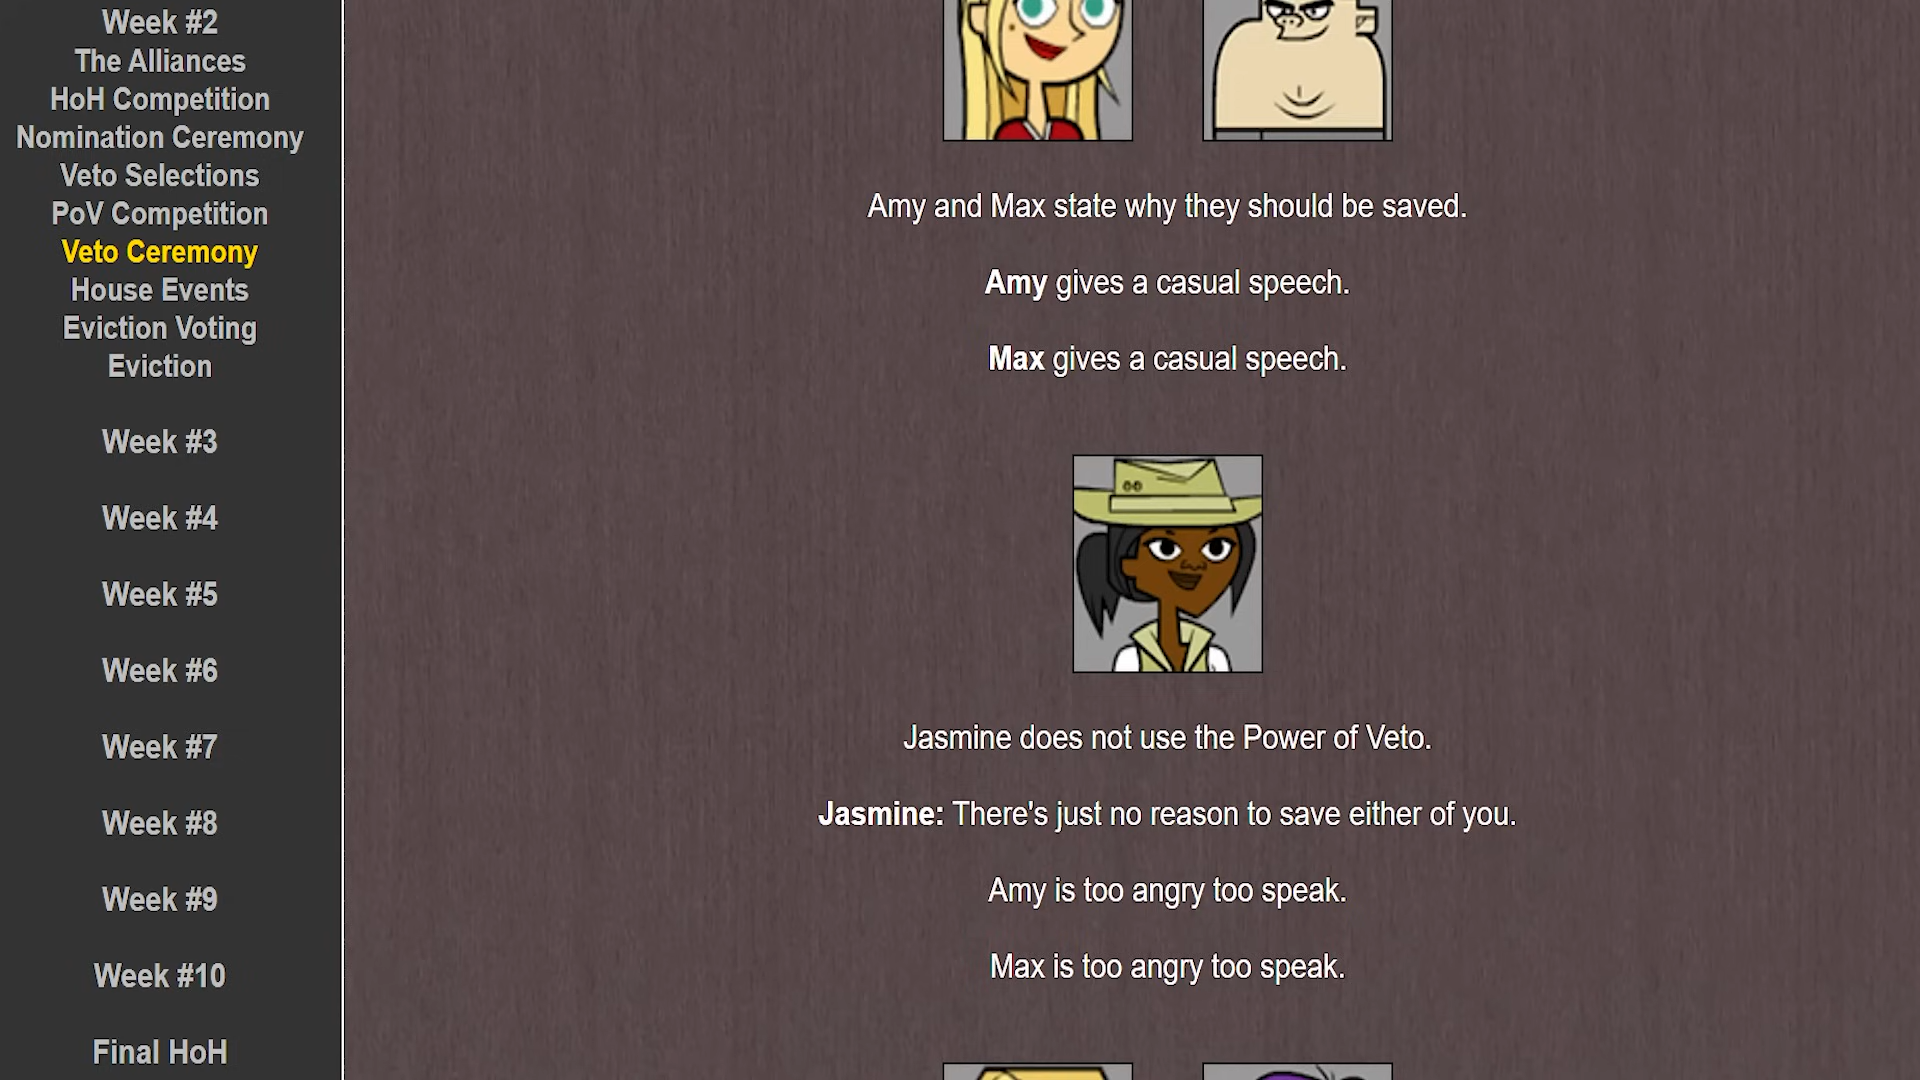 Week #2
The Alliances
HoH Competition
Nomination Ceremony
Veto Selections
PoV Competition
Veto Ceremony
House Events
Eviction Voting
Eviction
Week #3
Week #4
Week #5
Week #6
Week #7
Week #8
Week #9
Week #10
Final HoH
Amy and Max state why they should be saved.
Amy gives a casual speech.
Max gives a casual speech.
Jasmine does not use the Power of Veto.
Jasmine: There's just no reason to save either of you.
Amy is too angry too speak.
Max is too angry too speak.